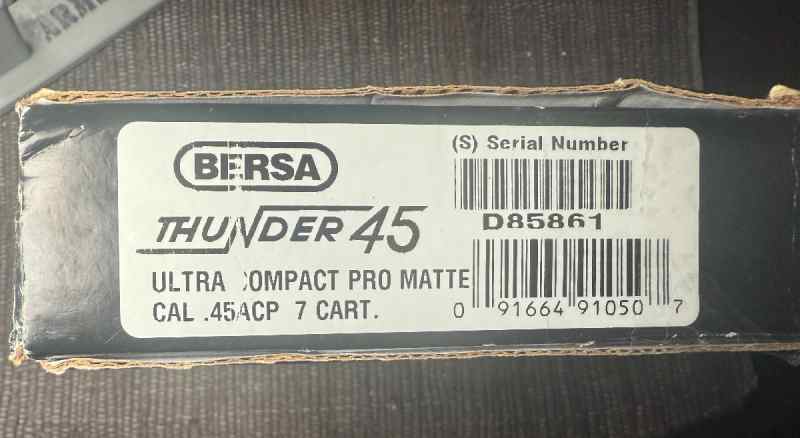 BERSA
THUNDER 45
ULTRA COMPACT PRO MATTE
CAL .45ACP 7 CART.
(S) Serial Number
D85861
0 91664 91050 7